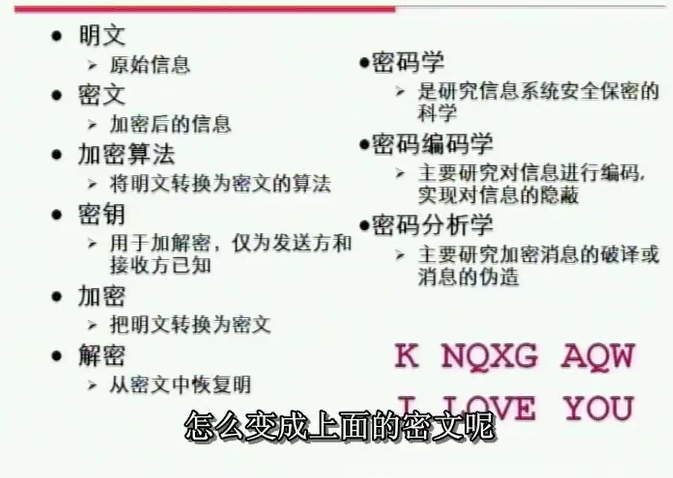 明文
原始信息
密文
加密后的信息
加密算法
将明文转换为密文的算法
密钥
用于加解密，仅为发送方和
接收方已知
加密
把明文转换为密文
解密
从密文中恢复明
密码学
是研究信息系统安全保密的
科学
密码编码学
主要研究对信息进行编码,
实现对信息的隐蔽
密码分析学
主要研究加密消息的破译或
消息的伪造
K NQXG AQW
I LOVE YOU
怎么变成上面的密文呢